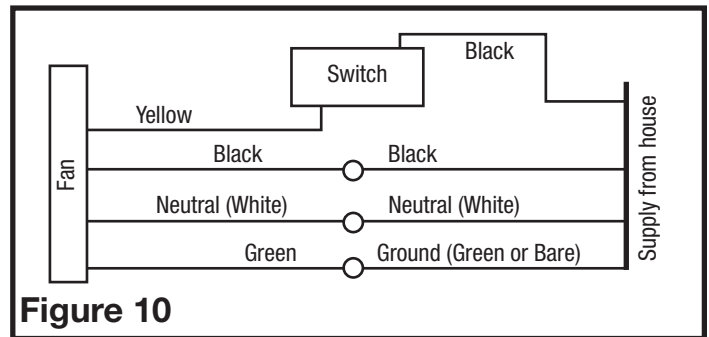 Black
Switch
Yellow
Black Black
Neutral (White) Neutral (White)
Green Ground (Green or Bare)
Fan
Supply from house
Figure 10